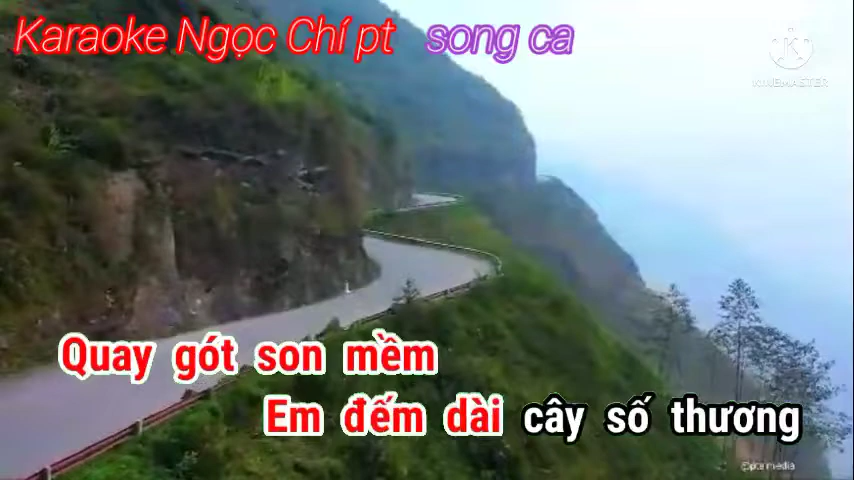 Karaoke Ngọc Chí pt song ca
KINEMASTER
Quay gót son mềm
Em đếm dài cây số thương